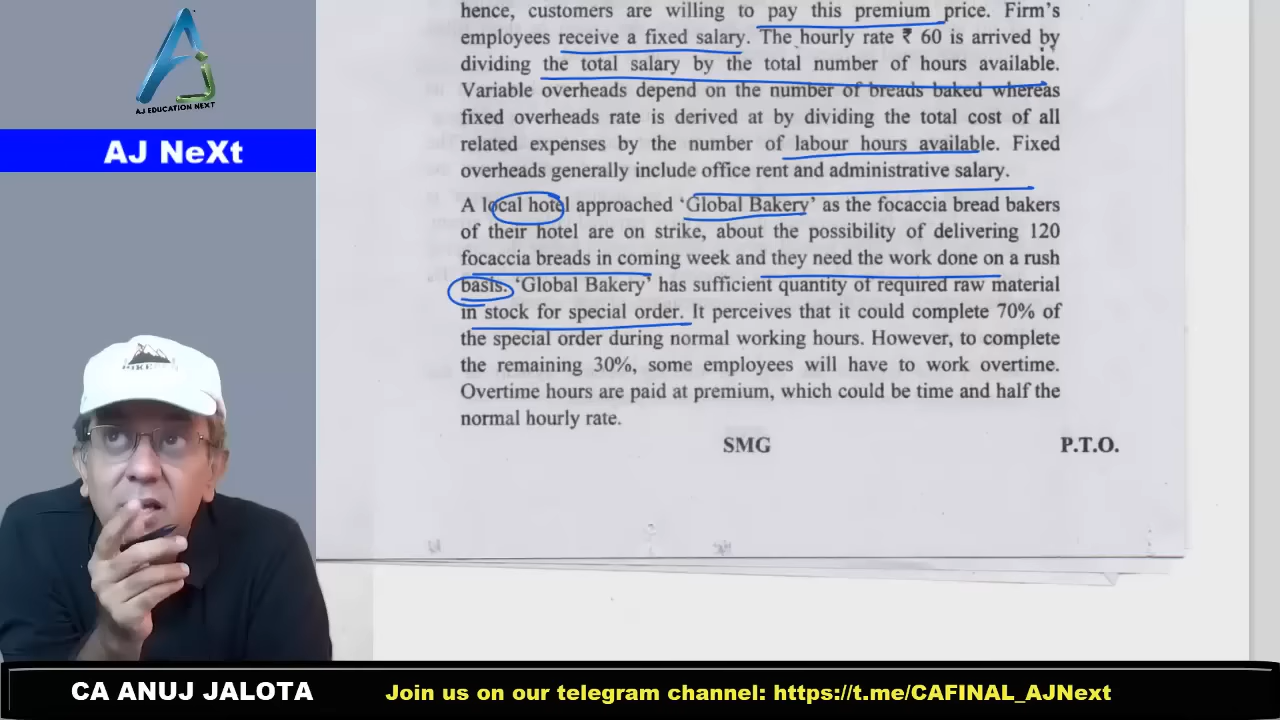 AJ EDUCATION NEXT
AJ NeXt
hence, customers are willing to pay this premium price. Firm's
employees receive a fixed salary. The hourly rate ₹ 60 is arrived by
dividing the total salary by the total number of hours available.
Variable overheads depend on the number of breads baked whereas
fixed overheads rate is derived at by dividing the total cost of all
related expenses by the number of labour hours available. Fixed
overheads generally include office rent and administrative salary.
A local hotel approached ‘Global Bakery’ as the focaccia bread bakers
of their hotel are on strike, about the possibility of delivering 120
focaccia breads in coming week and they need the work done on a rush
basis. ‘Global Bakery’ has sufficient quantity of required raw material
in stock for special order. It perceives that it could complete 70% of
the special order during normal working hours. However, to complete
the remaining 30%, some employees will have to work overtime.
Overtime hours are paid at premium, which could be time and half the
normal hourly rate.
SMG P.T.O.
CA ANUJ JALOTA Join us on our telegram channel: https://t.me/CAFINAL_AJNext